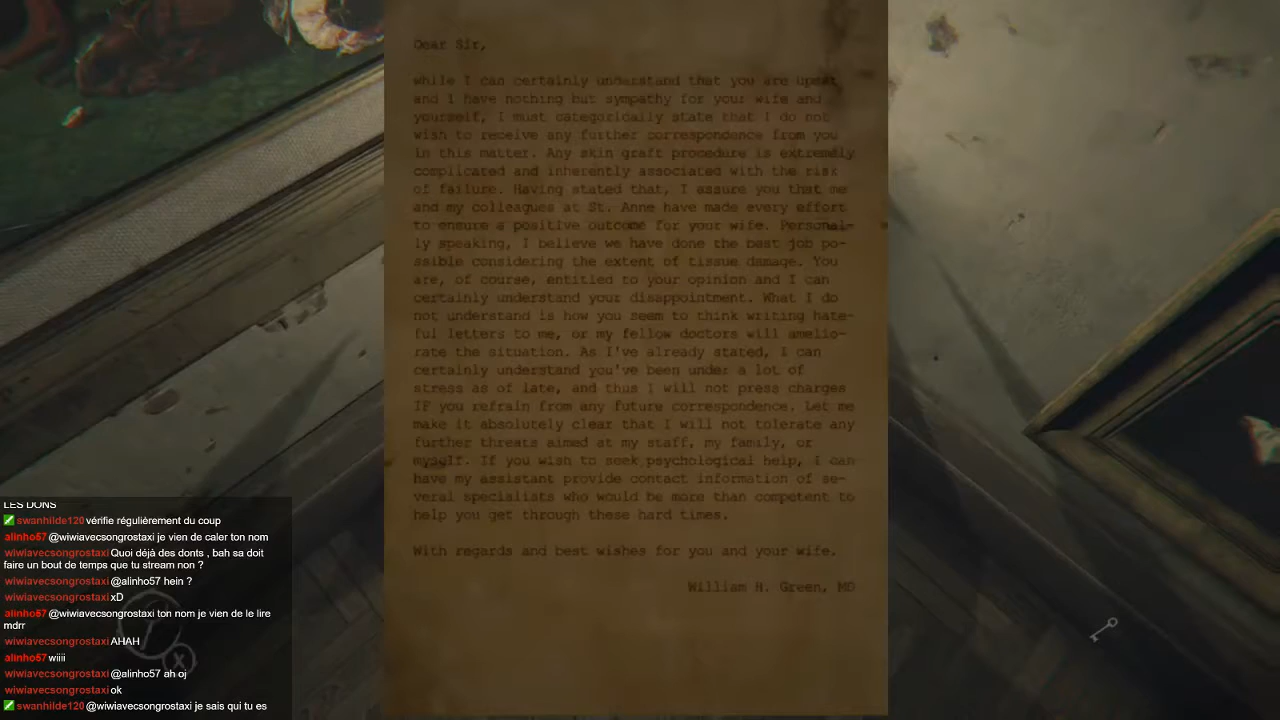 Dear Sir,
while I can certainly understand that you are upset
and I have nothing but sympathy for your wife and
yourself, I must categorically state that I do not
wish to receive any further correspondence from you
in this matter. Any skin graft procedure is extremely
complicated and inherently associated with the risk
of failure. Having stated that, I assure you that me
and my colleagues at St. Anne have made every effort
to ensure a positive outcome for your wife. Personal-
ly speaking, I believe we have done the best job po-
ssible considering the extent of tissue damage. You
are, of course, entitled to your opinion and I can
certainly understand your disappointment. What I do
not understand is how you seem to think writing hate-
ful letters to me, or my fellow doctors will amelio-
rate the situation. As I've already stated, I can
certainly understand you've been under a lot of
stress as of late, and thus I will not press charges
IF you refrain from any future correspondence. Let me
make it absolutely clear that I will not tolerate any
further threats aimed at my staff, my family, or
myself. If you wish to seek psychological help, I can
have my assistant provide contact information of se-
veral specialists who would be more than competent to
help you get through these hard times.
With regards and best wishes for you and your wife.
William H. Green, MD
LES DONS
swanhilde120 vérifie régulièrement du coup
alinho57 @wiwiavecsongrostaxi je vien de caler ton nom
wiwiavecsongrostaxi Quoi déjà des donts , bah sa doit
faire un bout de temps que tu stream non ?
wiwiavecsongrostaxi @alinho57 hein ?
wiwiavecsongrostaxi xD
alinho57 @wiwiavecsongrostaxi ton nom je vien de le lire
mdrr
wiwiavecsongrostaxi AHAH
alinho57 wiiii
wiwiavecsongrostaxi @alinho57 ah oj
wiwiavecsongrostaxi ok
swanhilde120 @wiwiavecsongrostaxi je sais qui tu es
X